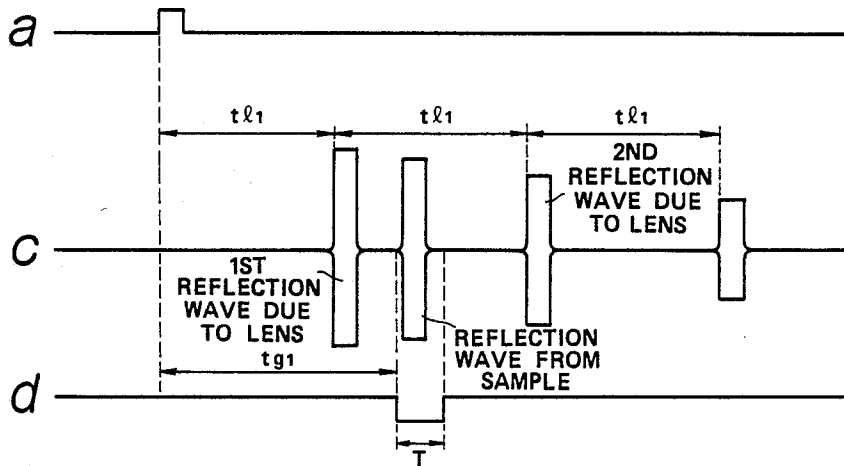 a
tℓ1 tℓ1 tℓ1
2ND
REFLECTION
WAVE DUE
TO LENS
c
1ST
REFLECTION
WAVE DUE
TO LENS
REFLECTION
WAVE FROM
SAMPLE
tg1
d
T